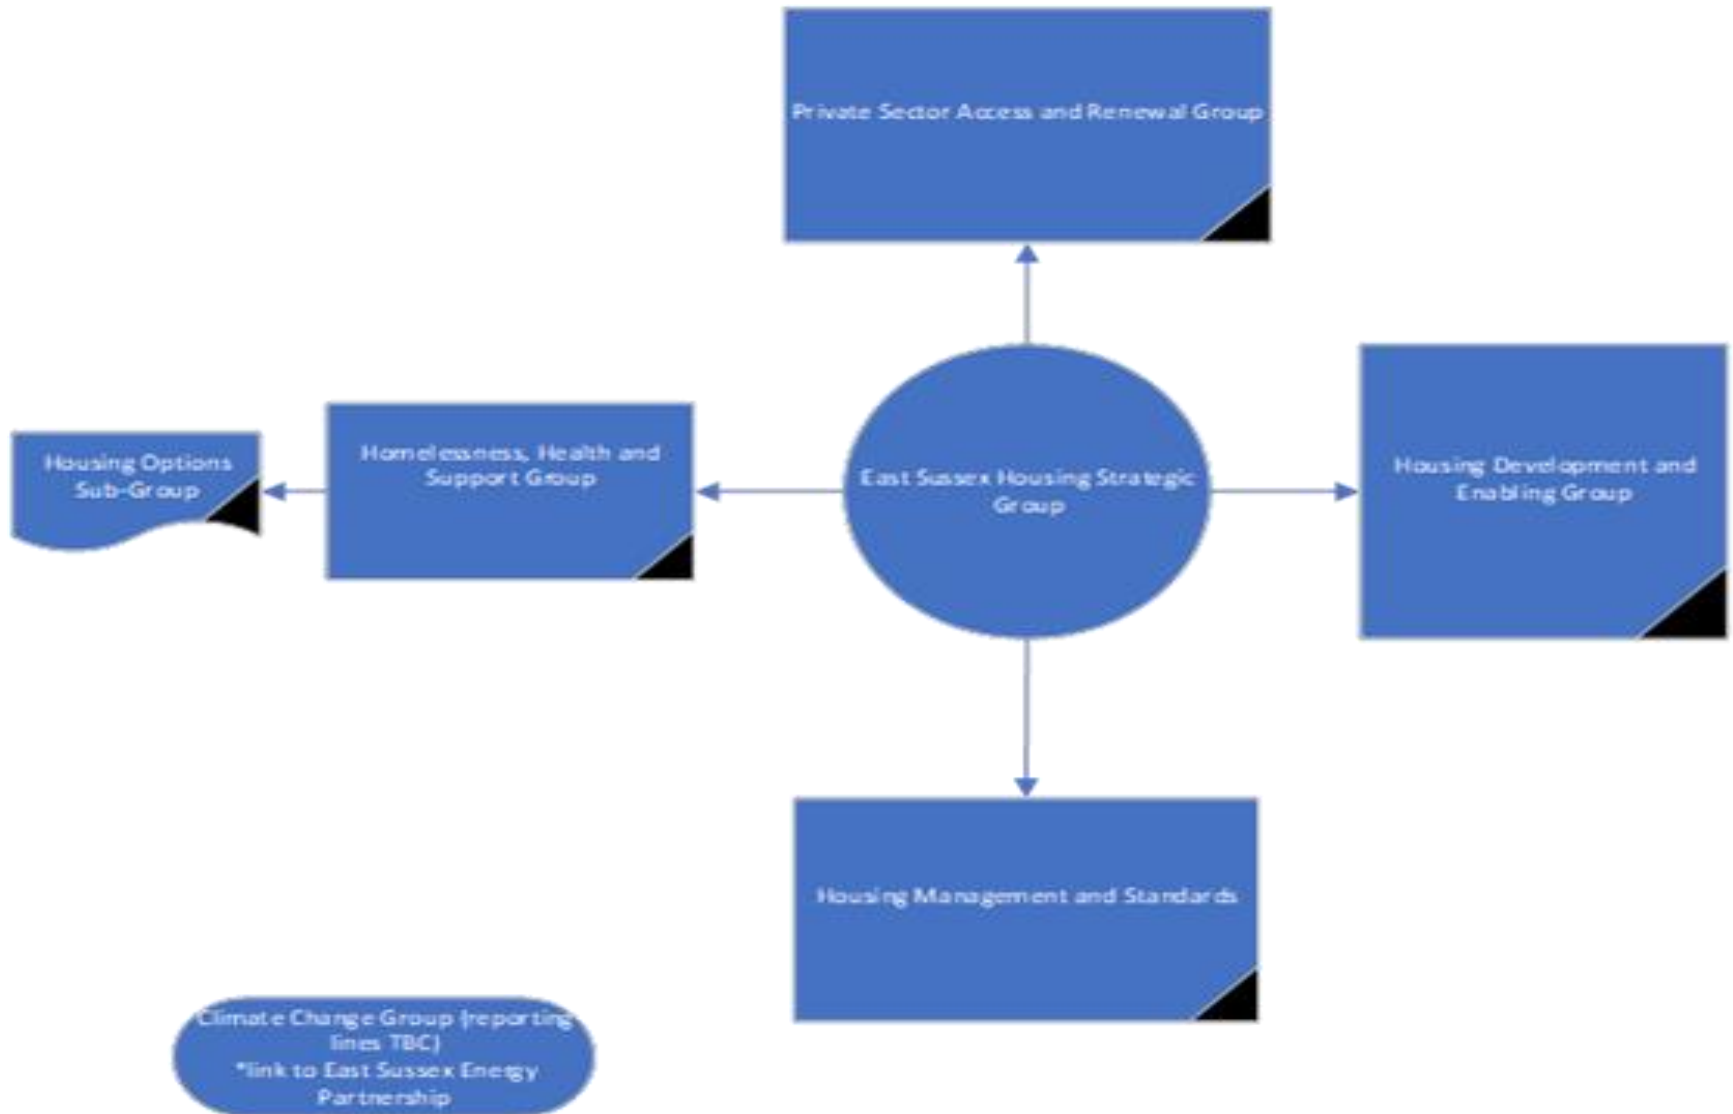 Private Sector Access and Renewal Group
Housing Options
Sub-Group
Homelessness, Health and
Support Group
East Sussex Housing Strategic
Group
Housing Development and
Enabling Group
Housing Management and Standards
Climate Change Group (reporting
lines TBC)
*link to East Sussex Energy
Partnership